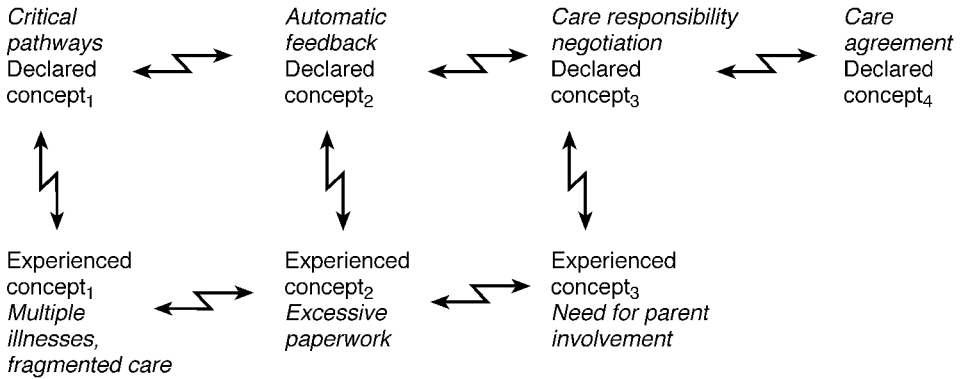 Critical
pathways
Declared
concept₁
Automatic
feedback
Declared
concept₂
Care responsibility
negotiation
Declared
concept₃
Care
agreement
Declared
concept₄
Experienced
concept₁
Multiple
illnesses,
fragmented care
Experienced
concept₂
Excessive
paperwork
Experienced
concept₃
Need for parent
involvement